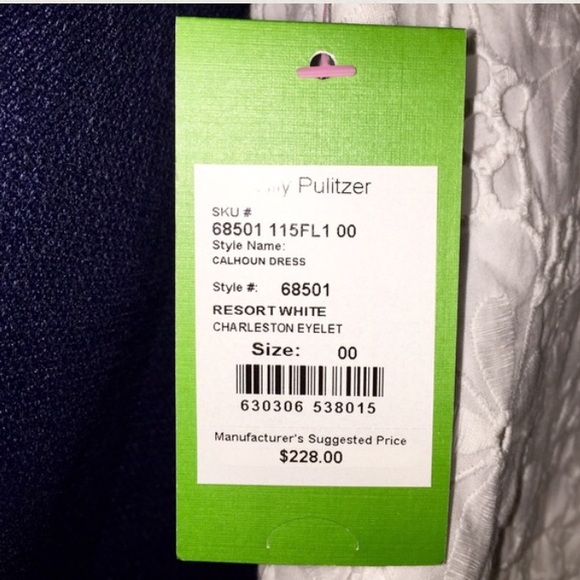 Pulitzer
SKU #
68501 115FL1 00
Style Name:
CALHOUN DRESS
Style #: 68501
RESORT WHITE
CHARLESTON EYELET
Size: 00
630306 538015
Manufacturer's Suggested Price
$228.00